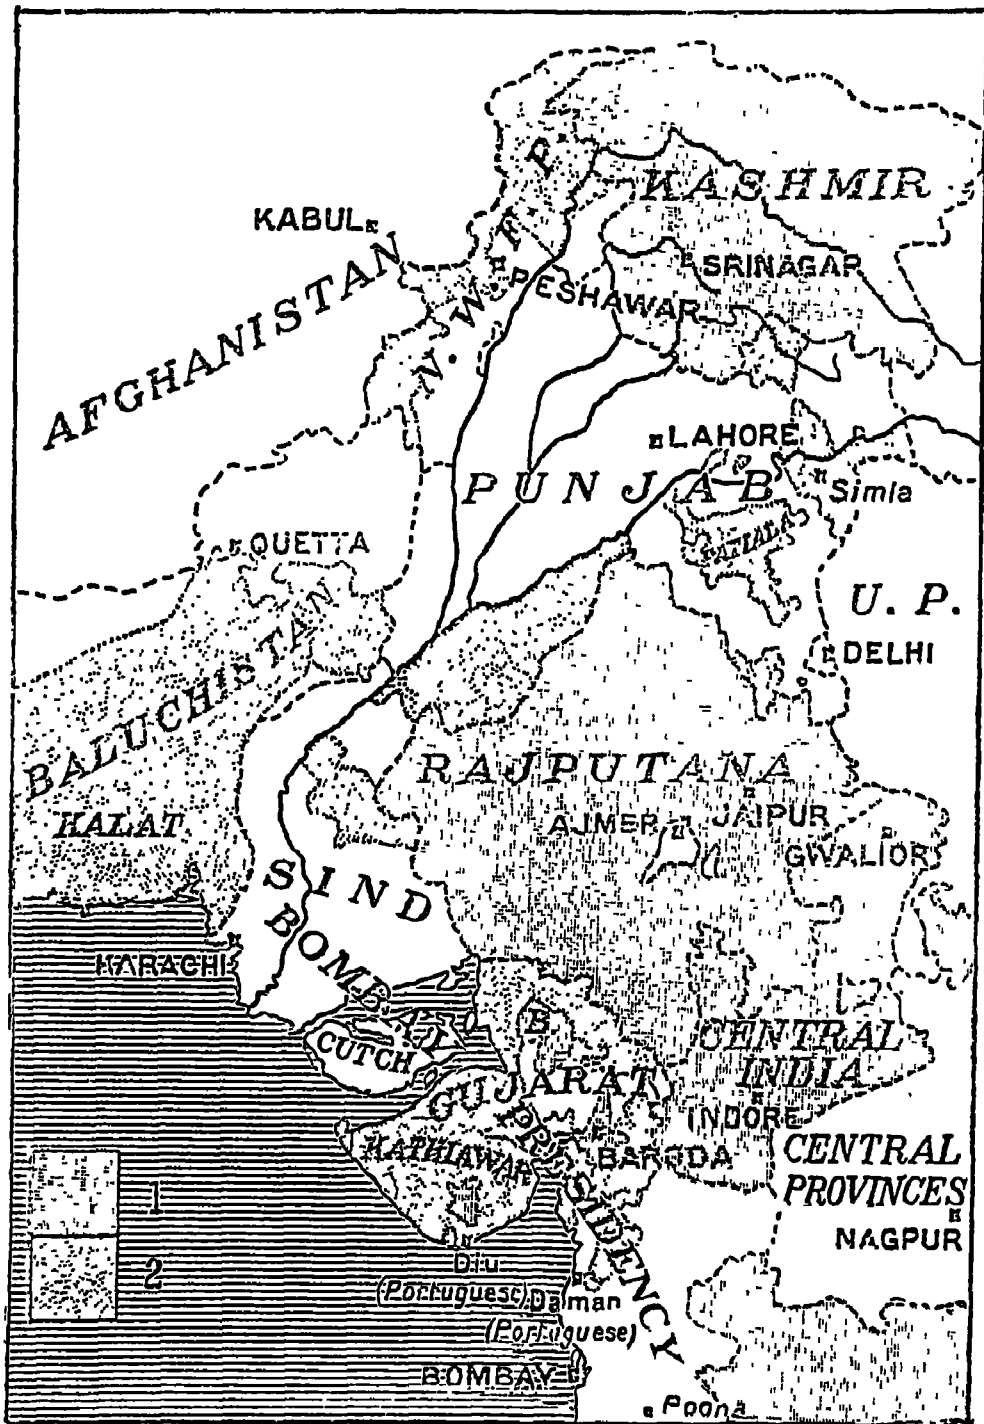 N. W. F. P.
KASHMIR
KABUL
SRINAGAR
PESHAWAR
AFGHANISTAN
LAHORE
PUNJAB
Simla
PATIALA
QUETTA
U. P.
DELHI
BALUCHISTAN
RAJPUTANA
KALAT
AJMER
JAIPUR
GWALIOR
SIND
BOMBAY
KARACHI
B
CENTRAL
INDIA
CUTCH
GUJARAT
INDORE
KATHIAWAR
PRESIDENCY
BARODA
CENTRAL
PROVINCES
1
NAGPUR
2
Diu
(Portuguese)
Daman
(Portuguese)
BOMBAY
Poona